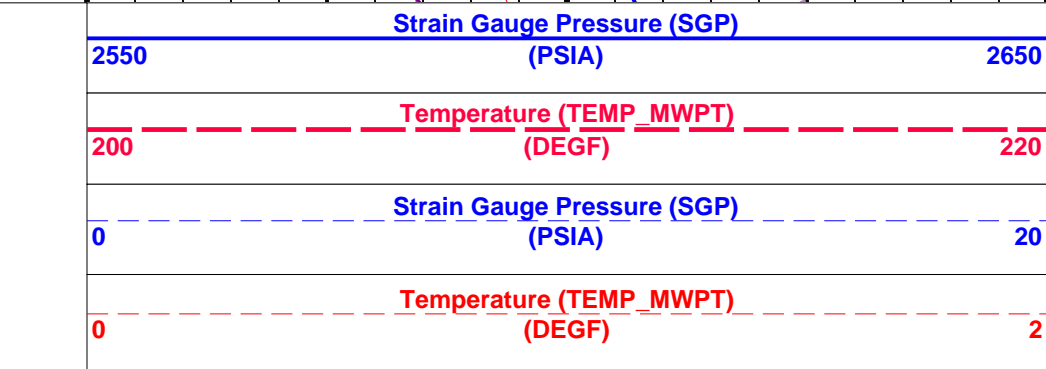 Strain Gauge Pressure (SGP)
2550 (PSIA) 2650
Temperature (TEMP_MWPT)
200 (DEGF) 220
Strain Gauge Pressure (SGP)
0 (PSIA) 20
Temperature (TEMP_MWPT)
0 (DEGF) 2